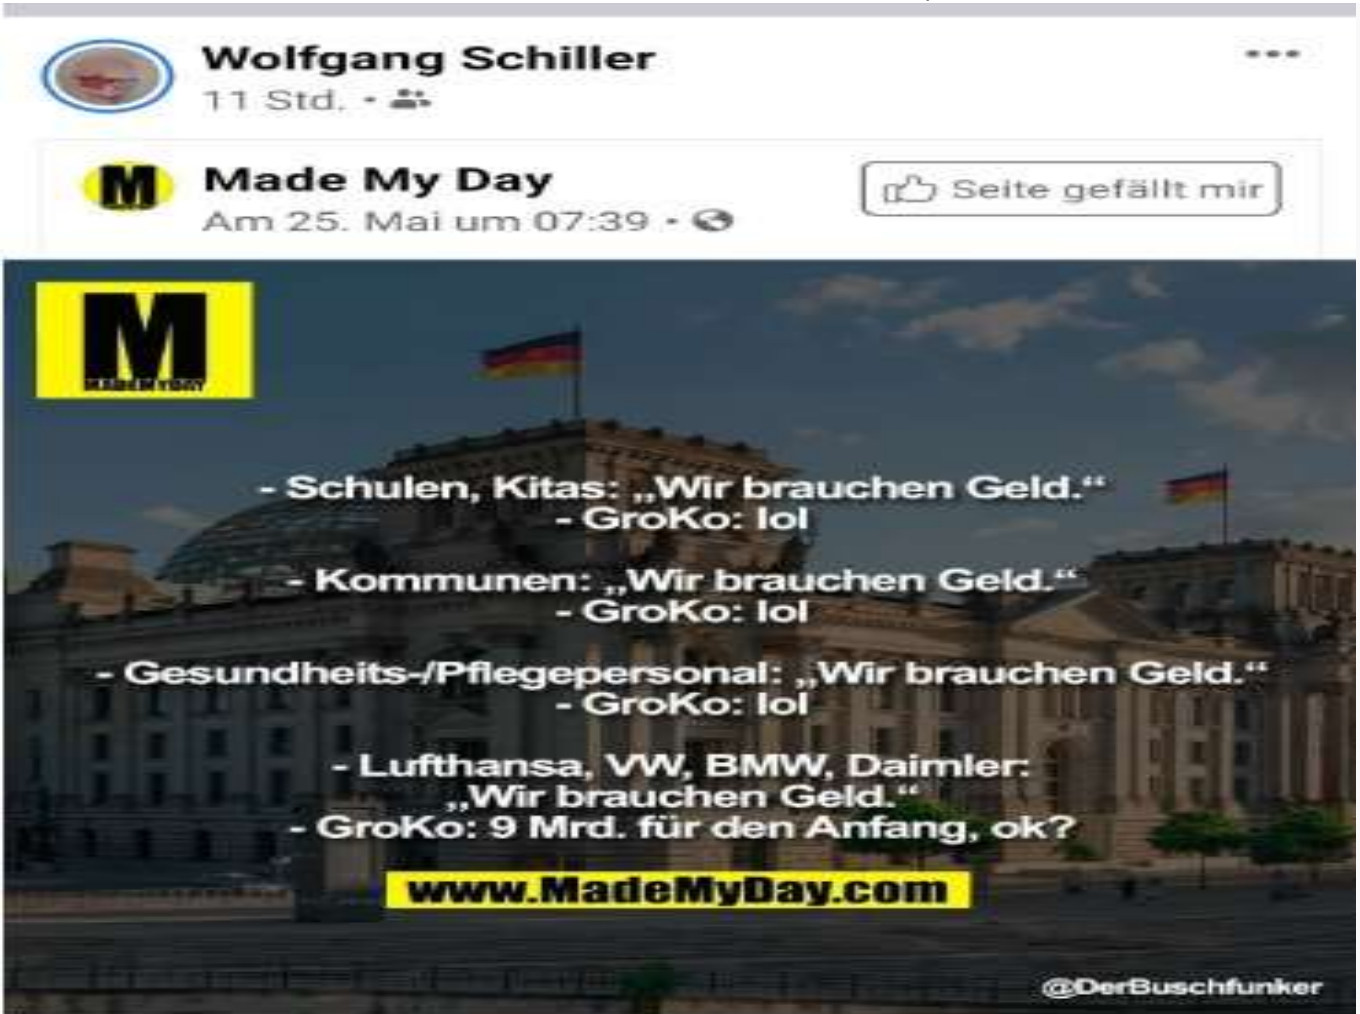 Wolfgang Schiller
11 Std.
Made My Day
Seite gefällt mir
Am 25. Mai um 07:39
M
MADEMYDAY
- Schulen, Kitas: „Wir brauchen Geld.“
- GroKo: lol
- Kommunen: „Wir brauchen Geld.“
- GroKo: lol
- Gesundheits-/Pflegepersonal: „Wir brauchen Geld.“
- GroKo: lol
- Lufthansa, VW, BMW, Daimler:
„Wir brauchen Geld.“
- GroKo: 9 Mrd. für den Anfang, ok?
www.MadeMyDay.com
@DerBuschfunker